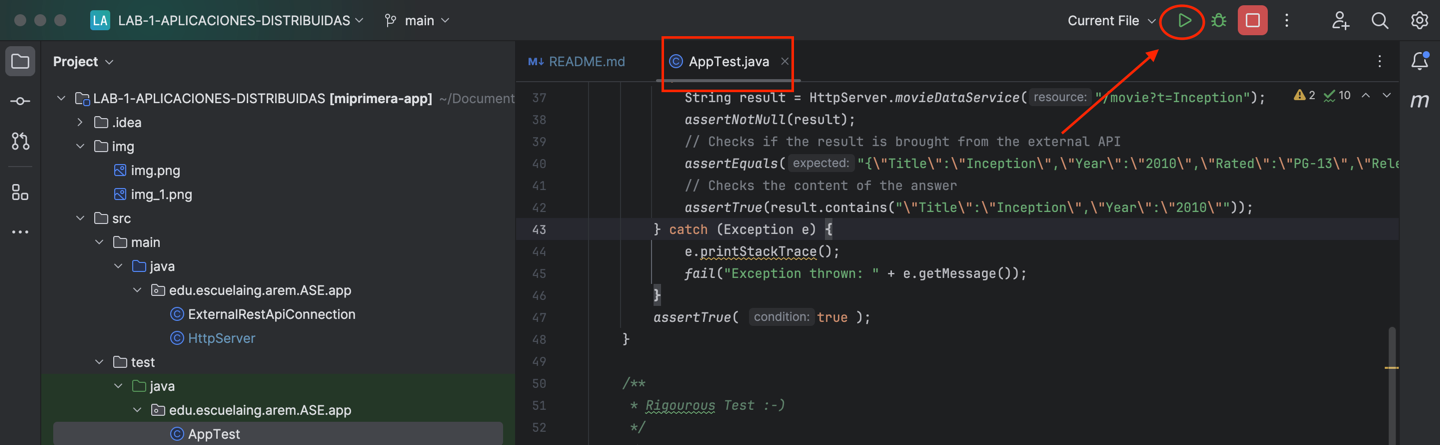 LA LAB-1-APLICACIONES-DISTRIBUIDAS main Current File
Project
LAB-1-APLICACIONES-DISTRIBUIDAS [miprimera-app] ~/Document
.idea
img
img.png
img_1.png
src
main
java
edu.escuelaing.arem.ASE.app
ExternalRestApiConnection
HttpServer
test
java
edu.escuelaing.arem.ASE.app
AppTest
M↓ README.md AppTest.java
2 10
m
37 String result = HttpServer.movieDataService( resource: "/movie?t=Inception");
38 assertNotNull(result);
39 // Checks if the result is brought from the external API
40 assertEquals( expected: "{\"Title\":\"Inception\",\"Year\":\"2010\",\"Rated\":\"PG-13\",\"Rele
41 // Checks the content of the answer
42 assertTrue(result.contains("\"Title\":\"Inception\",\"Year\":\"2010\""));
43 } catch (Exception e) {
44 e.printStackTrace();
45 fail("Exception thrown: " + e.getMessage());
46 }
47 assertTrue( condition: true );
48 }
49
50 /**
51 * Rigourous Test :-)
52 */